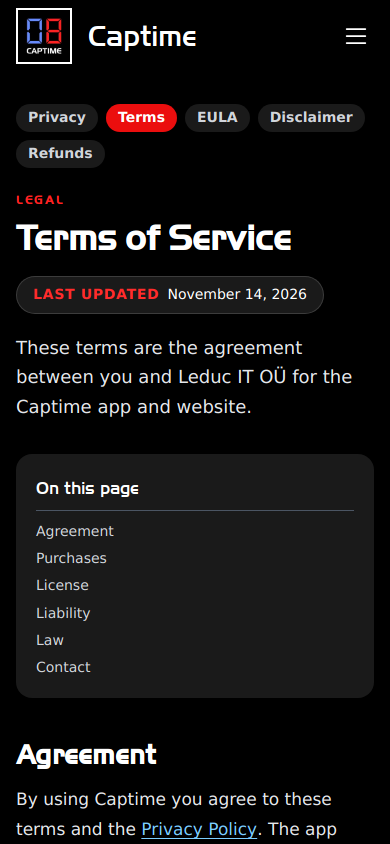 08
CAPTIME
Captime
Privacy
Terms
EULA
Disclaimer
Refunds
LEGAL
Terms of Service
LAST UPDATED November 14, 2026
These terms are the agreement
between you and Leduc IT OÜ for the
Captime app and website.
On this page
Agreement
Purchases
License
Liability
Law
Contact
Agreement
By using Captime you agree to these
terms and the Privacy Policy. The app